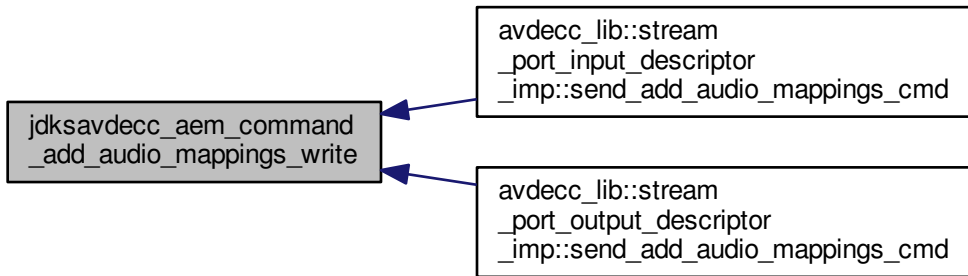 jdksavdecc_aem_command
_add_audio_mappings_write
avdecc_lib::stream
_port_input_descriptor
_imp::send_add_audio_mappings_cmd
avdecc_lib::stream
_port_output_descriptor
_imp::send_add_audio_mappings_cmd